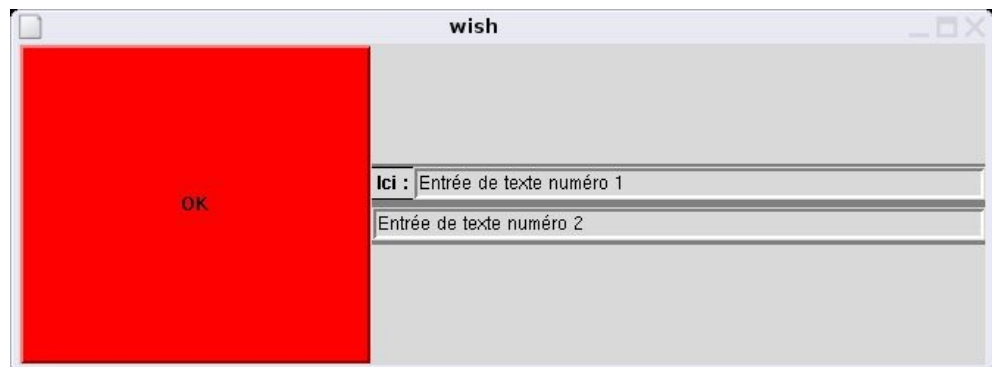 wish
OK
Ici : Entrée de texte numéro 1
Entrée de texte numéro 2